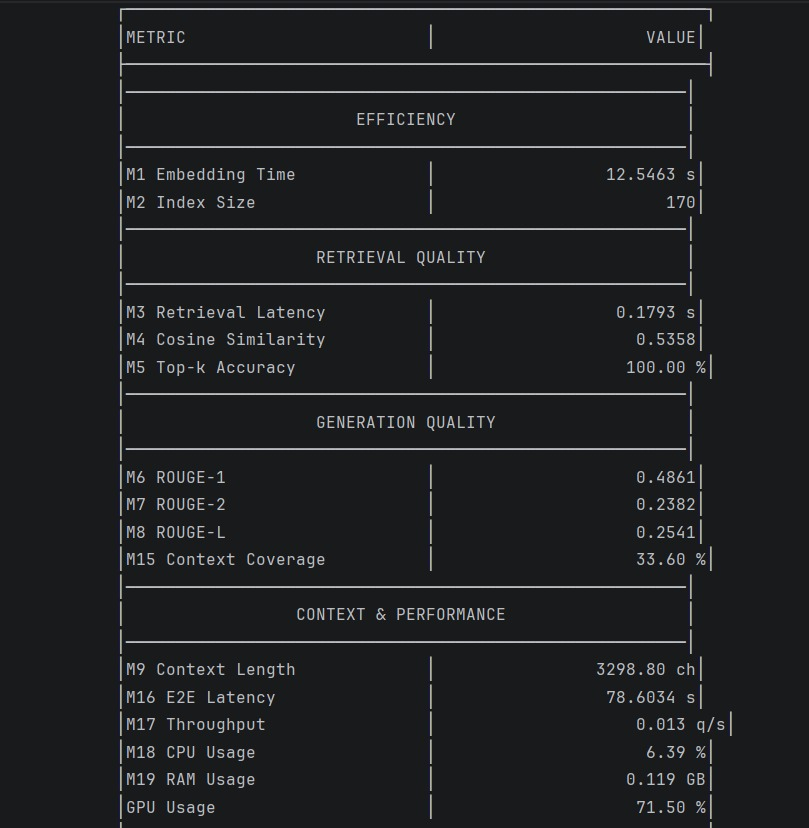 METRIC VALUE
EFFICIENCY
M1 Embedding Time 12.5463 s
M2 Index Size 170
RETRIEVAL QUALITY
M3 Retrieval Latency 0.1793 s
M4 Cosine Similarity 0.5358
M5 Top-k Accuracy 100.00 %
GENERATION QUALITY
M6 ROUGE-1 0.4861
M7 ROUGE-2 0.2382
M8 ROUGE-L 0.2541
M15 Context Coverage 33.60 %
CONTEXT & PERFORMANCE
M9 Context Length 3298.80 ch
M16 E2E Latency 78.6034 s
M17 Throughput 0.013 q/s
M18 CPU Usage 6.39 %
M19 RAM Usage 0.119 GB
GPU Usage 71.50 %